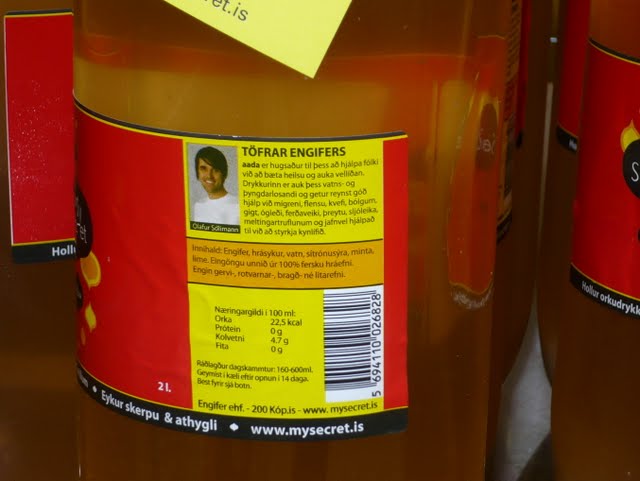 et.is
TÖFRAR ENGIFERS
aada er hugsaður til þess að hjálpa fólki
við að bæta heilsu og auka vellíðan.
Drykkurinn er auk þess vatns- og
þyngdarlosandi og getur reynst góð
hjálp við mígreni, flensu, kvefi, bólgum,
gigt, ógleði, ferðaveiki, þreytu, sljóleika,
meltingartruflunum og jafnvel hjálpað
til við að styrkja kynlífið.
Ólafur Sólimann
Innihald: Engifer, hrásykur, vatn, sítrónusýra, minta,
lime. Eingöngu unnið úr 100% fersku hráefni.
Engin gervi-, rotvarnar-, bragð- né litarefni.
Næringargildi í 100 ml:
Orka 22,5 kcal
Prótein 0 g
Kolvetni 4.7 g
Fita 0 g
Ráðlagður dagskammtur: 160-600ml.
Geymist í kæli eftir opnun í 14 daga.
Best fyrir sjá botn.
5 694110 026828
2 l.
Engifer ehf. - 200 Kóp.is - www. mysecret.is
Eykur skerpu & athygli ◆ www.mysecret.is
Hollur orkudrykk